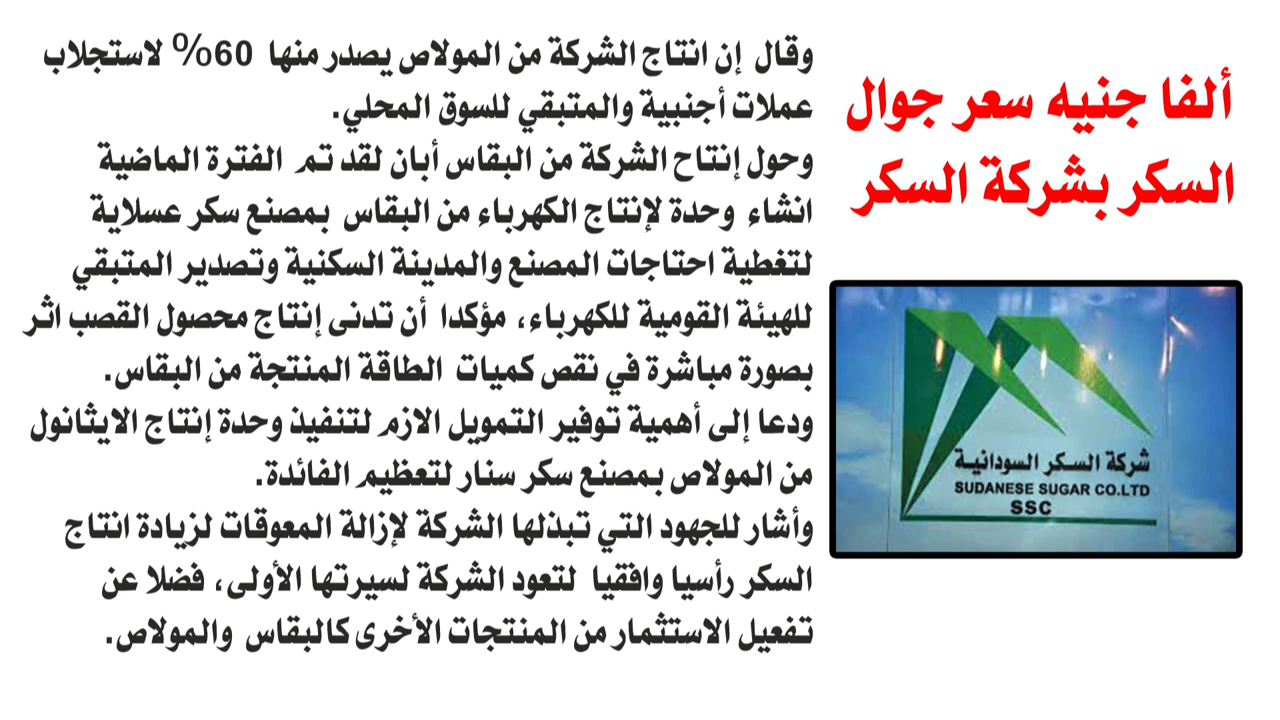 ألفا جنيه سعر جوال
السكر بشركة السكر
وقال إن انتاج الشركة من المولاص يصدر منها 60% لاستجلاب
عملات أجنبية والمتبقي للسوق المحلي.
وحول إنتاح الشركة من البقاس أبان لقد تم الفترة الماضية
انشاء وحدة لإنتاج الكهرباء من البقاس بمصنع سكر عسلاية
لتغطية احتاجات المصنع والمدينة السكنية وتصدير المتبقي
للهيئة القومية للكهرباء، مؤكدا أن تدنى إنتاج محصول القصب اثر
بصورة مباشرة في نقص كميات الطاقة المنتجة من البقاس.
ودعا إلى أهمية توفير التمويل الازم لتنفيذ وحدة إنتاج الايثانول
من المولاص بمصنع سكر سنار لتعظيم الفائدة.
وأشار للجهود التي تبذلها الشركة لإزالة المعوقات لزيادة انتاج
السكر رأسيا وافقيا لتعود الشركة لسيرتها الأولى، فضلا عن
تفعيل الاستثمار من المنتجات الأخرى كالبقاس والمولاص.
شركة السكر السودانية
SUDANESE SUGAR CO.LTD
SSC